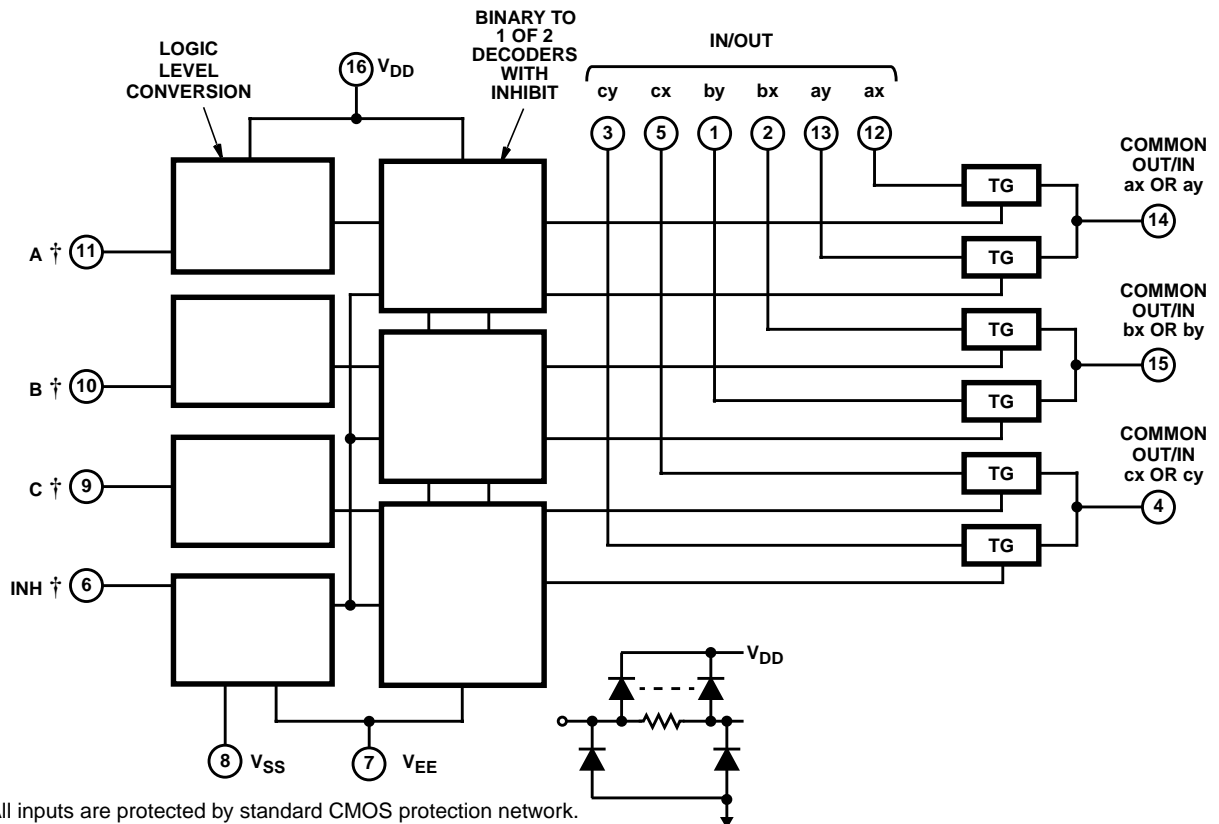 LOGIC
LEVEL
CONVERSION
16 VDD
BINARY TO
1 OF 2
DECODERS
WITH
INHIBIT
IN/OUT
cy cx by bx ay ax
3 5 1 2 13 12
COMMON
OUT/IN
ax OR ay
14
TG
TG
A † 11
COMMON
OUT/IN
bx OR by
15
TG
TG
B † 10
COMMON
OUT/IN
cx OR cy
4
TG
TG
C † 9
INH † 6
VDD
8 VSS
7 VEE
All inputs are protected by standard CMOS protection network.